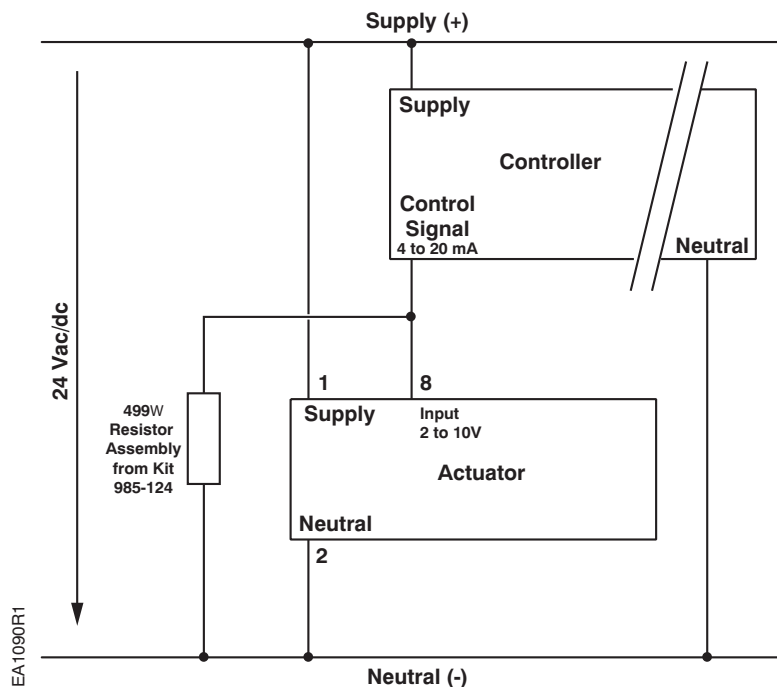 Supply (+)
Supply
Controller
Control
Signal
4 to 20 mA
Neutral
24 Vac/dc
1
8
499W
Resistor
Assembly
from Kit
985-124
Supply
Input
2 to 10V
Actuator
Neutral
2
EA1090R1
Neutral (-)